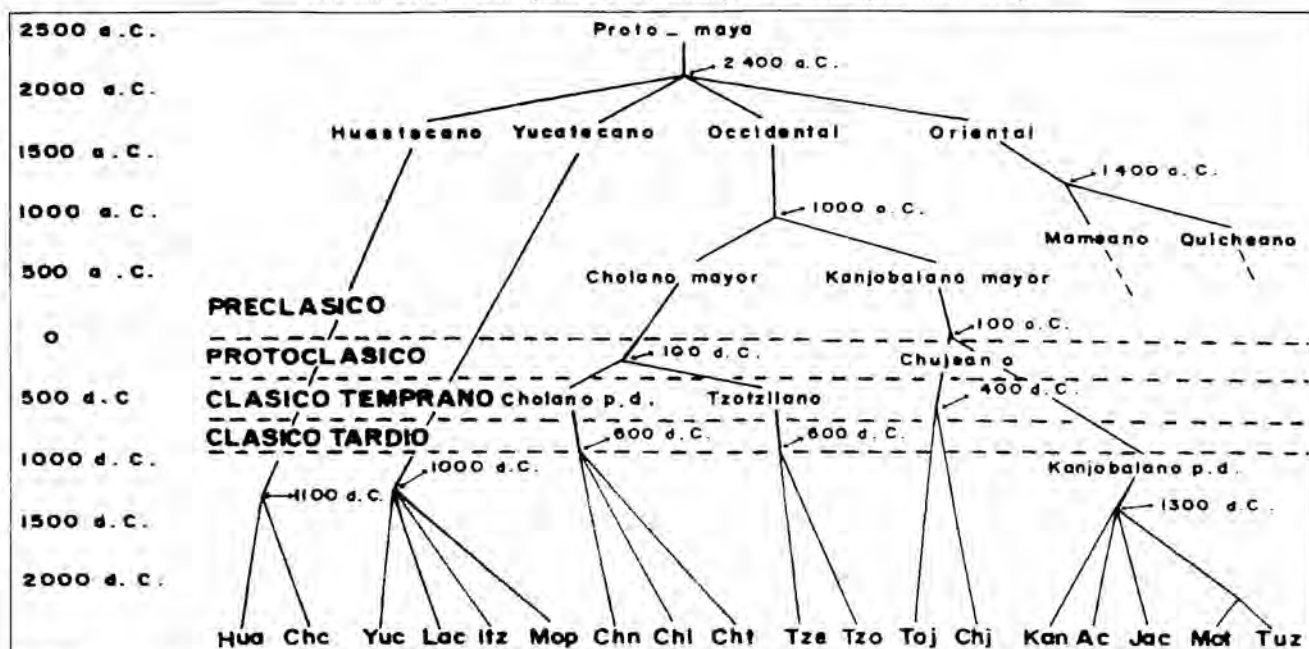 2500 a.C.
Proto_maya
2400 a.C.
2000 a.C.
Huastecano Yucatecano Occidental Oriental
1500 a.C.
1400 a.C.
1000 a.C.
1000 a.C.
Mameano Quicheano
500 a.C.
Cholano mayor Kanjobalano mayor
PRECLASICO
0
100 a.C.
PROTOCLASICO
100 d.C.
Chujeano
500 d.C
CLASICO TEMPRANO Cholano p.d. Tzotzilano
400 d.C.
CLASICO TARDIO
600 d.C. 600 d.C.
1000 d.C.
1000 d.C.
Kanjobalano p.d.
1100 d.C.
1500 d.C.
1300 d.C.
2000 d.C.
Hua Chc Yuc Lac Itz Mop Chn Chl Cht Tze Tzo Toj Chj Kan Ac Jac Mot Tuz